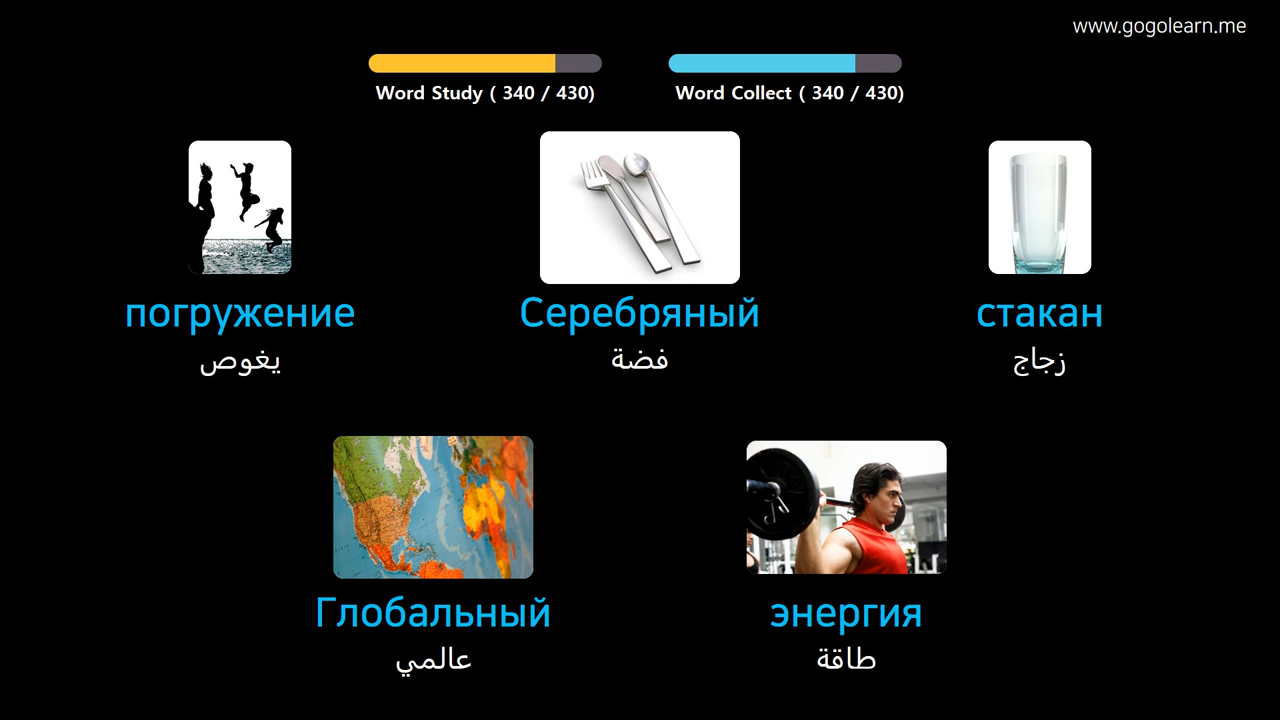 www.gogolearn.me
Word Study ( 340 / 430)
Word Collect ( 340 / 430)
погружение
يغوص
Серебряный
فضة
стакан
زجاج
Глобальный
عالمي
энергия
طاقة